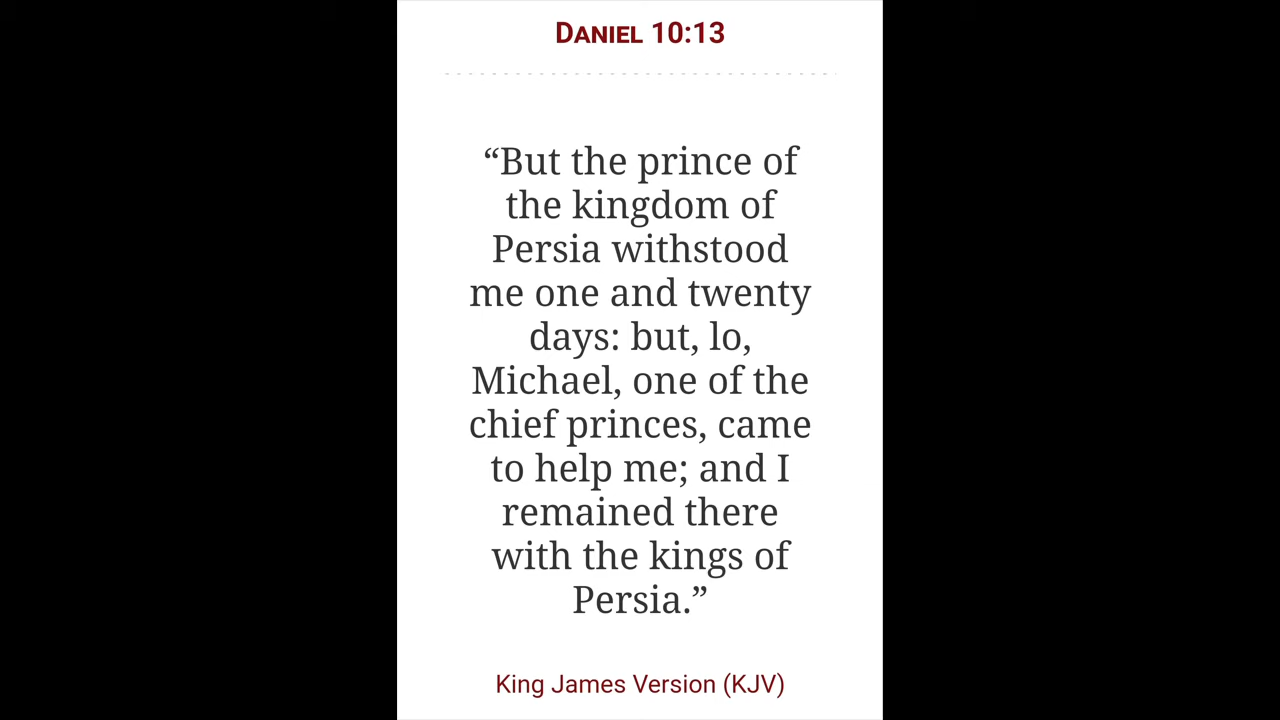 Daniel 10:13
“But the prince of
the kingdom of
Persia withstood
me one and twenty
days: but, lo,
Michael, one of the
chief princes, came
to help me; and I
remained there
with the kings of
Persia.”
King James Version (KJV)